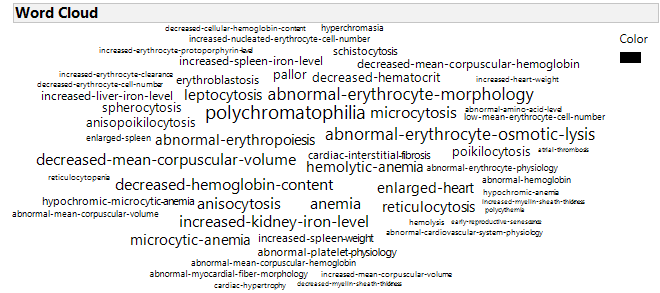 Word Cloud
decreased-cellular-hemoglobin-content hyperchromasia
increased-nucleated-erythrocyte-cell-number
Color
increased-erythrocyte-protoporphyrin-level schistocytosis
increased-spleen-iron-level decreased-mean-corpuscular-hemoglobin
increased-erythrocyte-clearance erythroblastosis pallor decreased-hematocrit increased-heart-weight
decreased-erythrocyte-cell-number
increased-liver-iron-level leptocytosis abnormal-erythrocyte-morphology
spherocytosis polychromatophilia microcytosis abnormal-amino-acid-level
anisopoikilocytosis low-mean-erythrocyte-cell-number
enlarged-spleen abnormal-erythropoiesis abnormal-erythrocyte-osmotic-lysis
decreased-mean-corpuscular-volume cardiac-interstitial-fibrosis poikilocytosis atrial-thrombosis
hemolytic-anemia abnormal-erythrocyte-physiology
reticulocytopenia decreased-hemoglobin-content enlarged-heart abnormal-hemoglobin
hypochromic-anemia
hypochromic-microcytic-anemia anisocytosis anemia reticulocytosis increased-myelin-sheath-thickness
abnormal-mean-corpuscular-volume polycythemia
increased-kidney-iron-level hemolysis early-reproductive-senescence
microcytic-anemia increased-spleen-weight abnormal-cardiovascular-system-physiology
abnormal-platelet-physiology
abnormal-mean-corpuscular-hemoglobin
abnormal-myocardial-fiber-morphology increased-mean-corpuscular-volume
cardiac-hypertrophy decreased-myelin-sheath-thickness